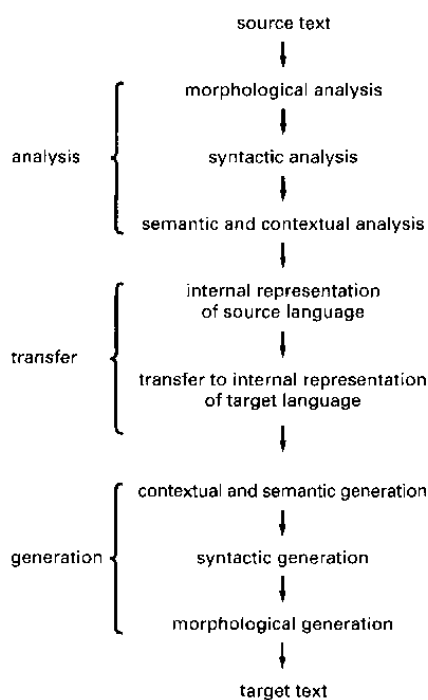 source text
morphological analysis
analysis
syntactic analysis
semantic and contextual analysis
internal representation
of source language
transfer
transfer to internal representation
of target language
contextual and semantic generation
generation
syntactic generation
morphological generation
target text